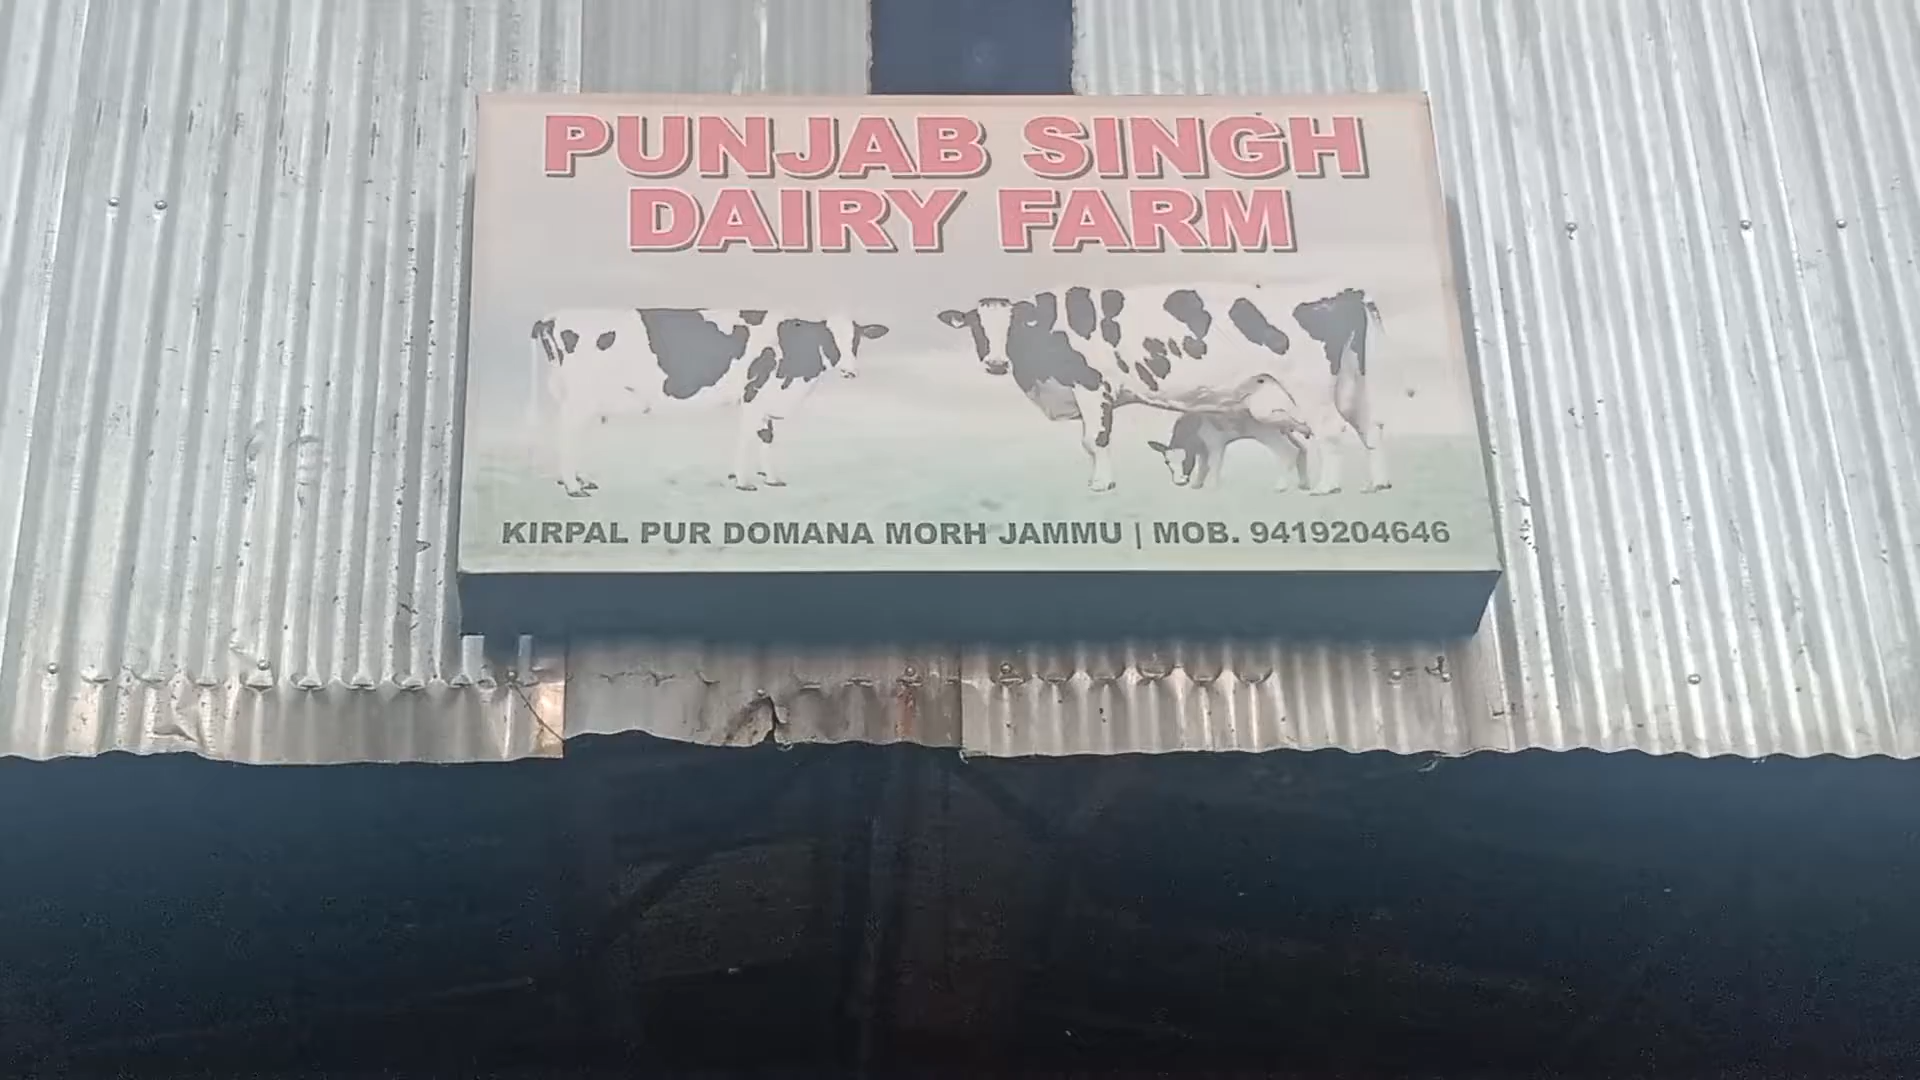 PUNJAB SINGH
DAIRY FARM
KIRPAL PUR DOMANA MORH JAMMU | MOB. 9419204646